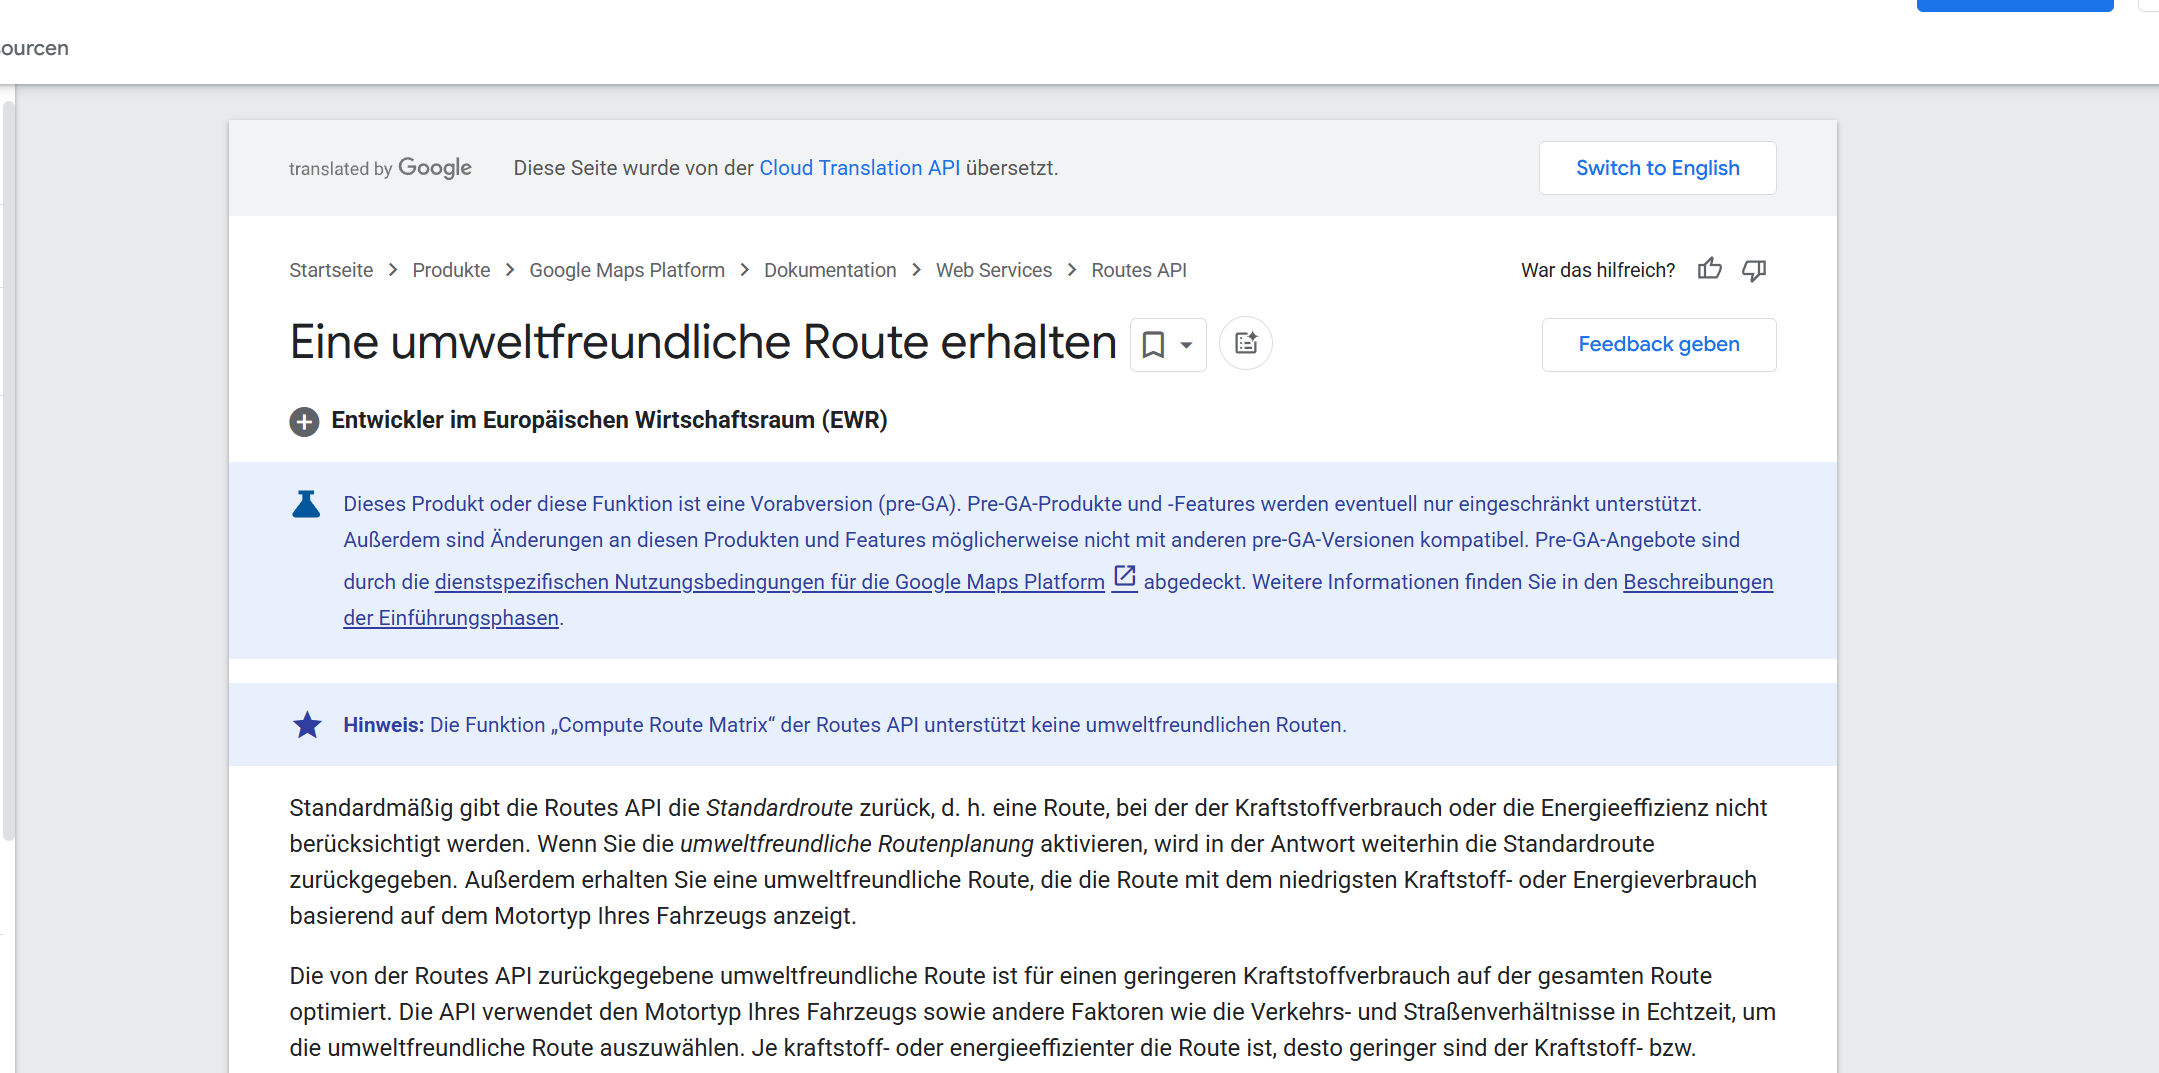 ourcen
translated by Google Diese Seite wurde von der Cloud Translation API übersetzt. Switch to English
Startseite > Produkte > Google Maps Platform > Dokumentation > Web Services > Routes API War das hilfreich?
Eine umweltfreundliche Route erhalten Feedback geben
Entwickler im Europäischen Wirtschaftsraum (EWR)
Dieses Produkt oder diese Funktion ist eine Vorabversion (pre-GA). Pre-GA-Produkte und -Features werden eventuell nur eingeschränkt unterstützt.
Außerdem sind Änderungen an diesen Produkten und Features möglicherweise nicht mit anderen pre-GA-Versionen kompatibel. Pre-GA-Angebote sind
durch die dienstspezifischen Nutzungsbedingungen für die Google Maps Platform abgedeckt. Weitere Informationen finden Sie in den Beschreibungen
der Einführungsphasen.
Hinweis: Die Funktion „Compute Route Matrix“ der Routes API unterstützt keine umweltfreundlichen Routen.
Standardmäßig gibt die Routes API die Standardroute zurück, d. h. eine Route, bei der der Kraftstoffverbrauch oder die Energieeffizienz nicht
berücksichtigt werden. Wenn Sie die umweltfreundliche Routenplanung aktivieren, wird in der Antwort weiterhin die Standardroute
zurückgegeben. Außerdem erhalten Sie eine umweltfreundliche Route, die die Route mit dem niedrigsten Kraftstoff- oder Energieverbrauch
basierend auf dem Motortyp Ihres Fahrzeugs anzeigt.
Die von der Routes API zurückgegebene umweltfreundliche Route ist für einen geringeren Kraftstoffverbrauch auf der gesamten Route
optimiert. Die API verwendet den Motortyp Ihres Fahrzeugs sowie andere Faktoren wie die Verkehrs- und Straßenverhältnisse in Echtzeit, um
die umweltfreundliche Route auszuwählen. Je kraftstoff- oder energieeffizienter die Route ist, desto geringer sind der Kraftstoff- bzw.